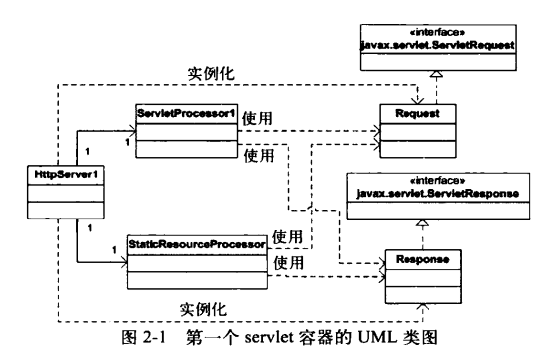 «interface»
javax.servlet.ServletRequest
实例化
ServletProcessor1
使用
Request
使用
1
1
HttpServer1
«interface»
javax.servlet.ServletResponse
1
1
StaticResourceProcessor
使用
使用
Response
实例化
图 2-1 第一个 servlet 容器的 UML 类图